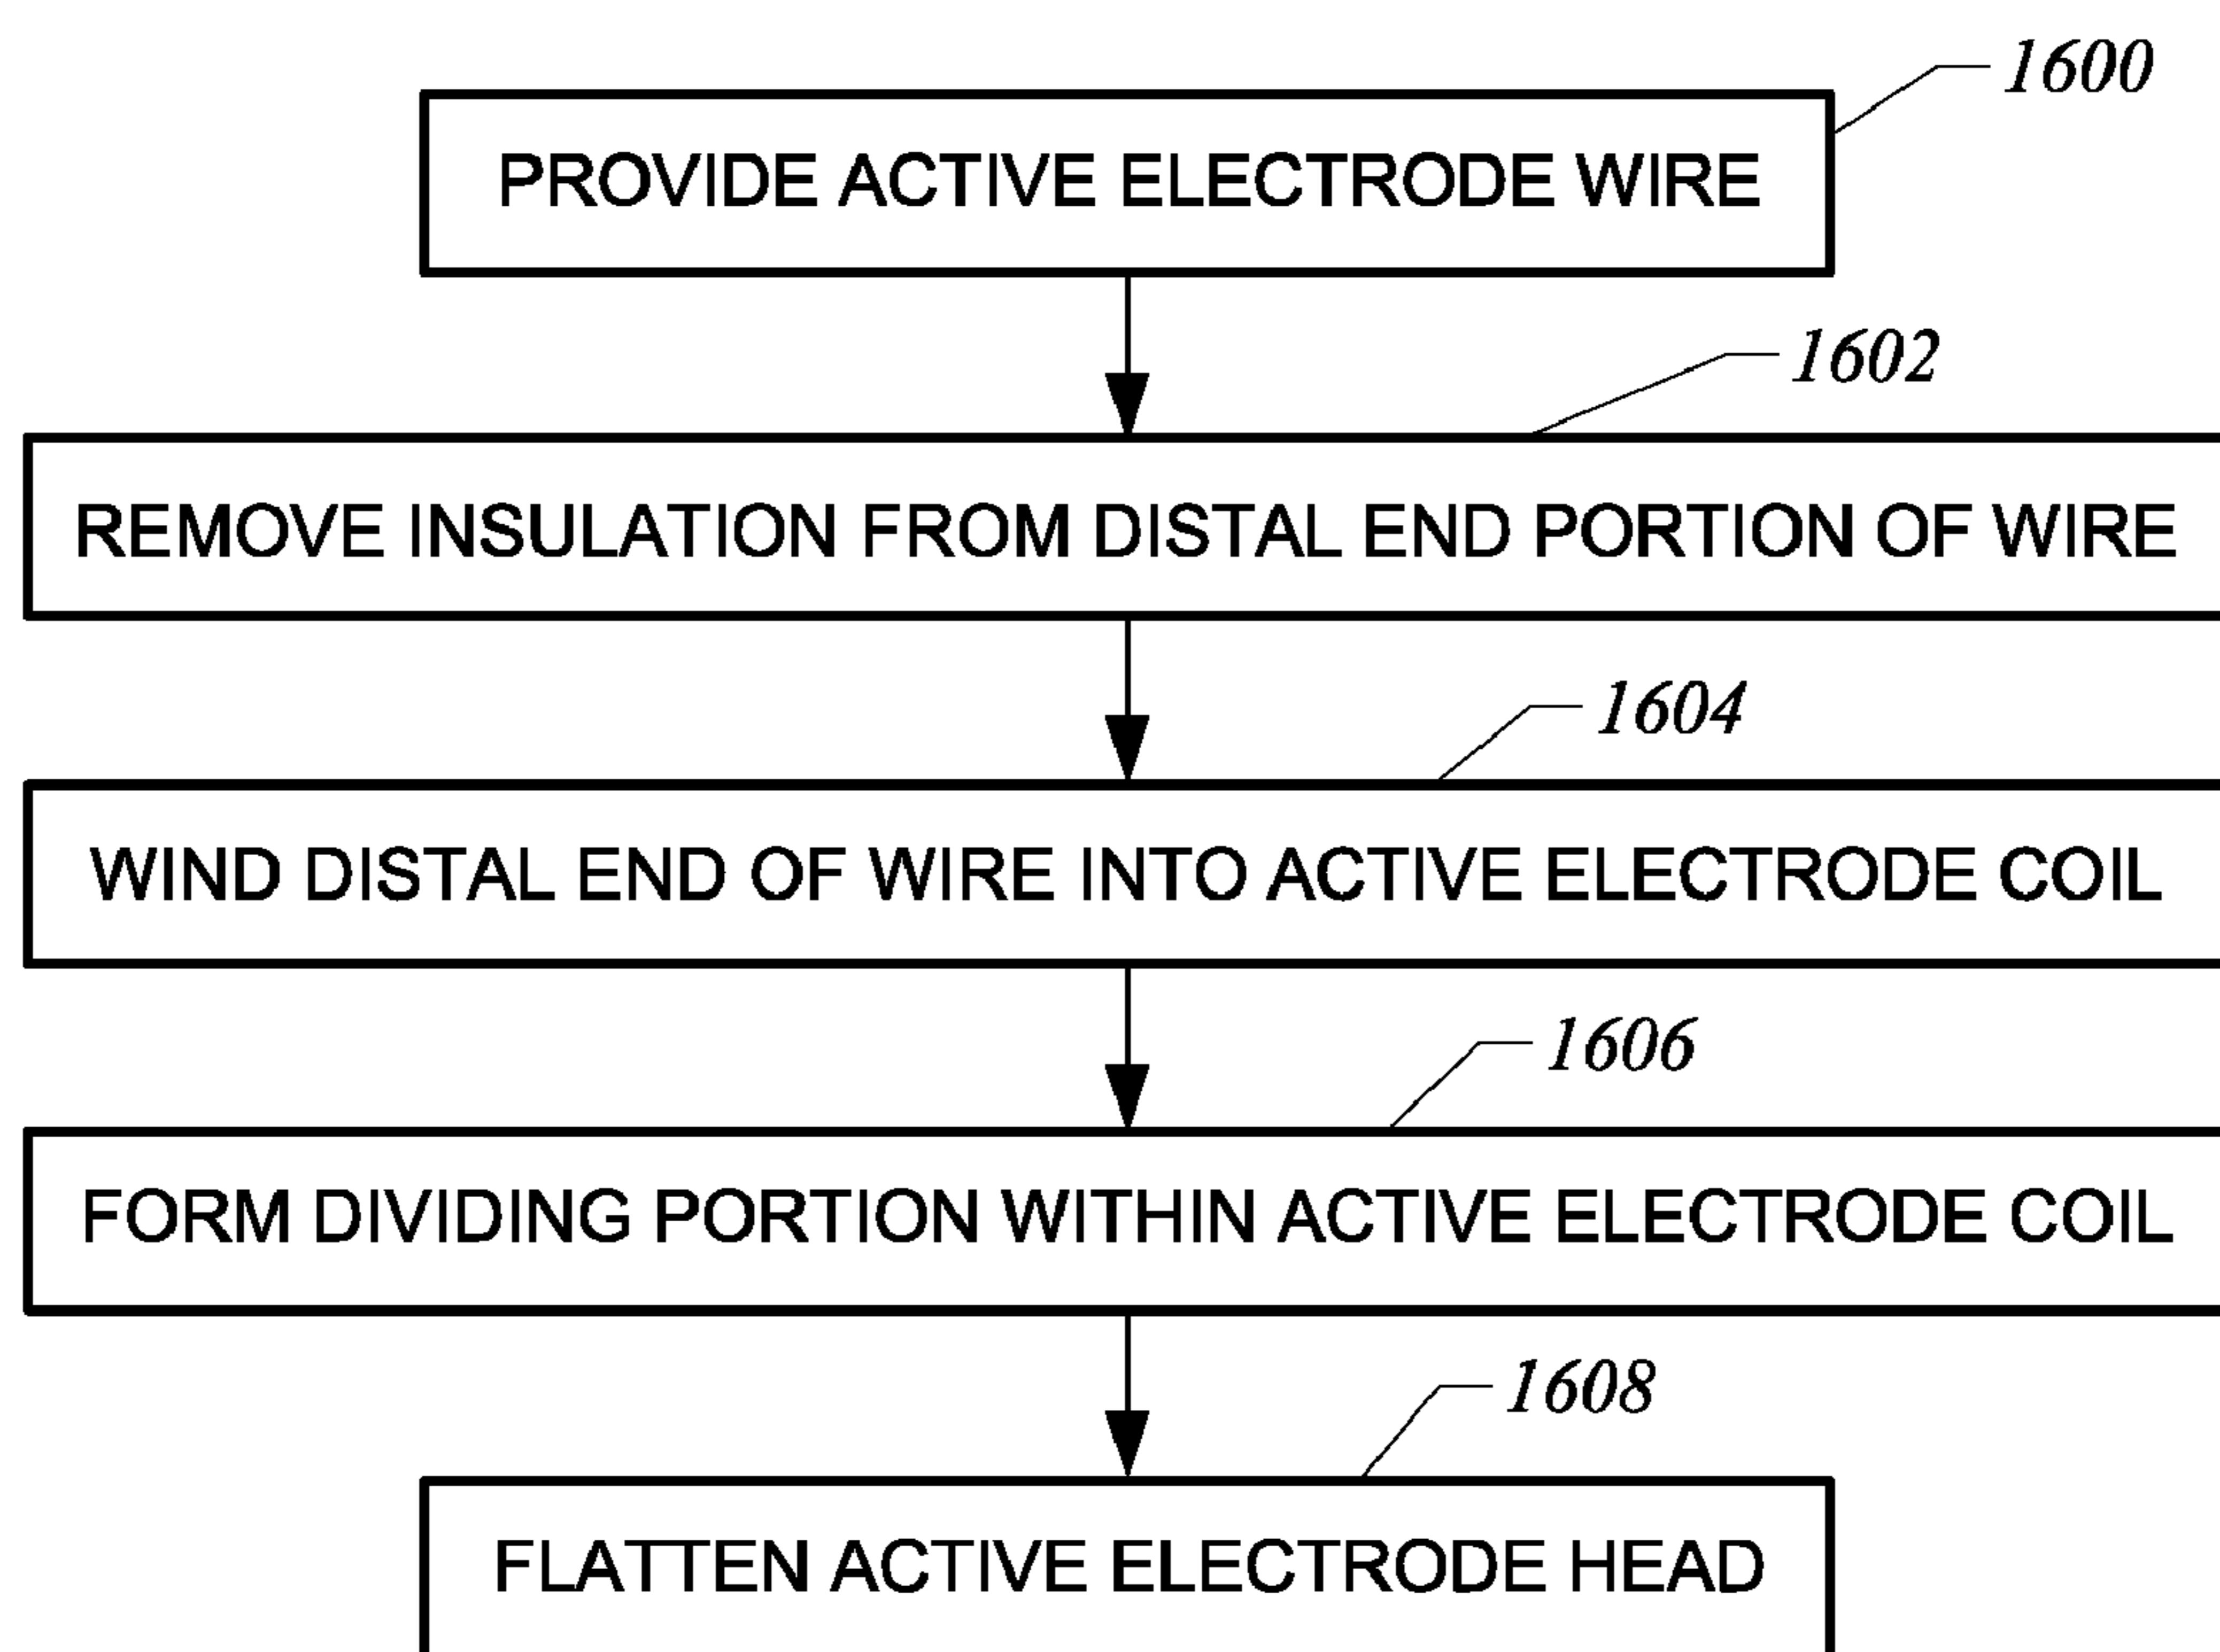 1600
PROVIDE ACTIVE ELECTRODE WIRE
1602
REMOVE INSULATION FROM DISTAL END PORTION OF WIRE
1604
WIND DISTAL END OF WIRE INTO ACTIVE ELECTRODE COIL
1606
FORM DIVIDING PORTION WITHIN ACTIVE ELECTRODE COIL
1608
FLATTEN ACTIVE ELECTRODE HEAD